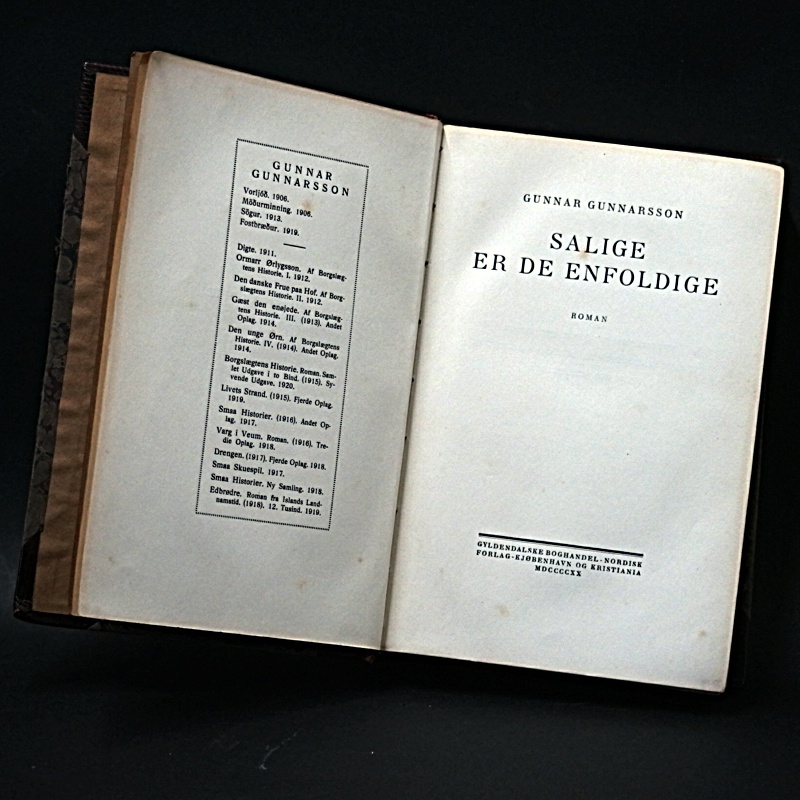 GUNNAR
GUNNARSSON
Vorljóð. 1906.
Móðurminning. 1906.
Sögur. 1913.
Fostbræður. 1919.
Digte. 1911.
Ormarr Ørlygsson. Af Borgslæg-
tens Historie. I. 1912.
Den danske Frue paa Hof. Af Borg-
slægtens Historie. II. 1912.
Gæst den enøjede. Af Borgslæg-
tens Historie. III. (1913). Andet
Oplag. 1914.
Den unge Ørn. Af Borgslægtens
Historie. IV. (1914). Andet Oplag.
1914.
Borgslægtens Historie. Roman. Sam-
let Udgave i to Bind. (1915). Sy-
vende Udgave. 1920.
Livets Strand. (1915). Fjerde Oplag.
1919.
Smaa Historier. (1916). Andet Op-
lag. 1917.
Varg i Veum. Roman. (1916). Tre-
die Oplag. 1918.
Drengen. (1917). Fjerde Oplag. 1918.
Smaa Skuespil. 1917.
Smaa Historier. Ny Samling. 1918.
Edbrødre. Roman fra Islands Land-
namstid. (1918). 12. Tusind. 1919.
GUNNAR GUNNARSSON
SALIGE
ER DE ENFOLDIGE
ROMAN
GYLDENDALSKE BOGHANDEL - NORDISK
FORLAG - KJØBENHAVN OG KRISTIANIA
MDCCCCXX